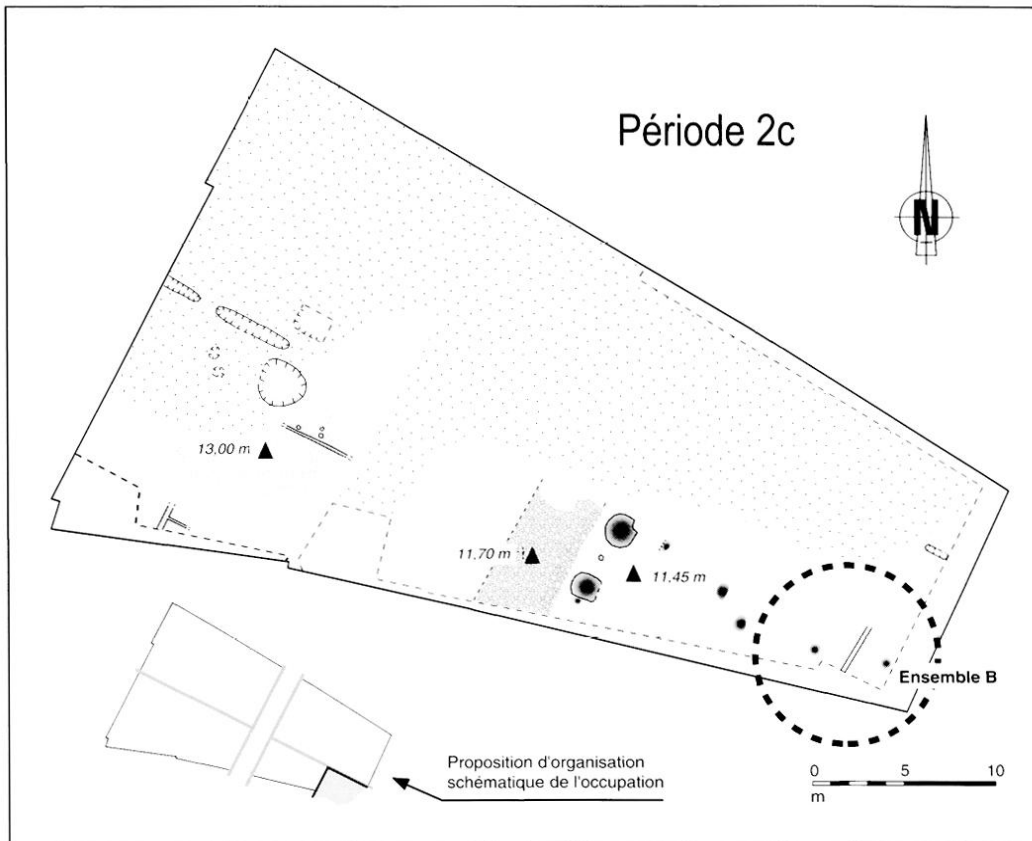 Période 2c
N
13,00 m
11,70 m
11,45 m
Ensemble B
Proposition d'organisation
schématique de l'occupation
0 5 10
m